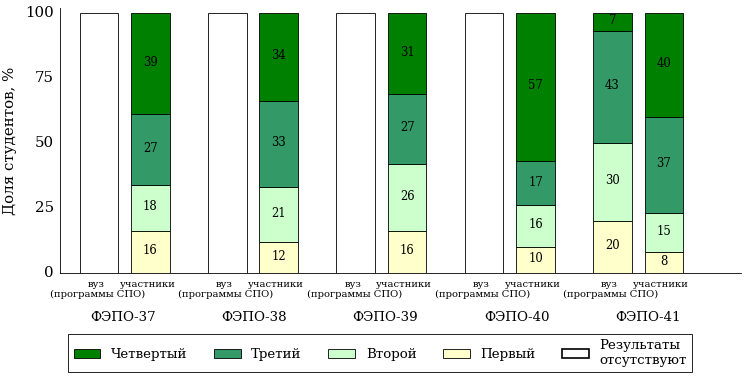 Доля студентов, %
100
75
50
25
0
39
27
18
16
34
33
21
12
31
27
26
16
57
17
16
10
7
43
30
20
40
37
15
8
вуз
(программы СПО)
участники
вуз
(программы СПО)
участники
вуз
(программы СПО)
участники
вуз
(программы СПО)
участники
вуз
(программы СПО)
участники
ФЭПО-37
ФЭПО-38
ФЭПО-39
ФЭПО-40
ФЭПО-41
Четвертый
Третий
Второй
Первый
Результаты
отсутствуют